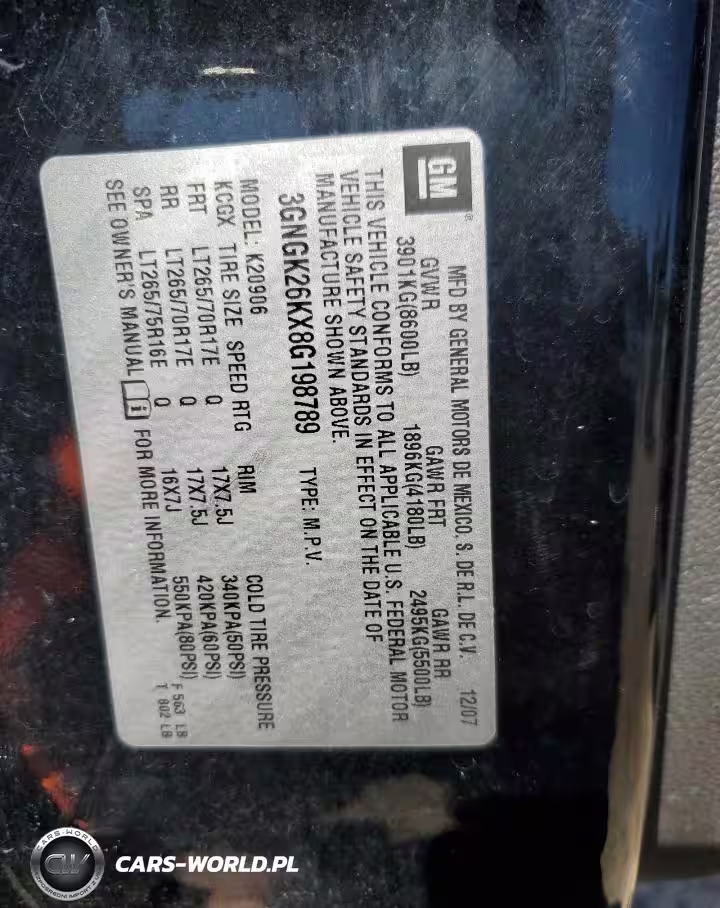 GM
MFD BY GENERAL MOTORS DE MEXICO, S. DE R.L. DE C.V. 12/07
GVWR GAWR FRT GAWR RR
3901KG(8600LB) 1896KG(4180LB) 2495KG(5500LB)
THIS VEHICLE CONFORMS TO ALL APPLICABLE U.S. FEDERAL MOTOR
VEHICLE SAFETY STANDARDS IN EFFECT ON THE DATE OF
MANUFACTURE SHOWN ABOVE.
3GNGK26KX8G198789 TYPE: M.P.V.
MODEL: K20906
KCGX TIRE SIZE SPEED RTG RIM COLD TIRE PRESSURE
FRT LT265/70R17E Q 17X7.5J 340KPA(50PSI)
RR LT265/70R17E Q 17X7.5J 420KPA(60PSI)
SPA LT265/75R16E Q 16X7J 550KPA(80PSI)
SEE OWNER'S MANUAL FOR MORE INFORMATION.
F 563 LB
T 802 LB
CARS-WORLD
CW
CARS-WORLD.PL